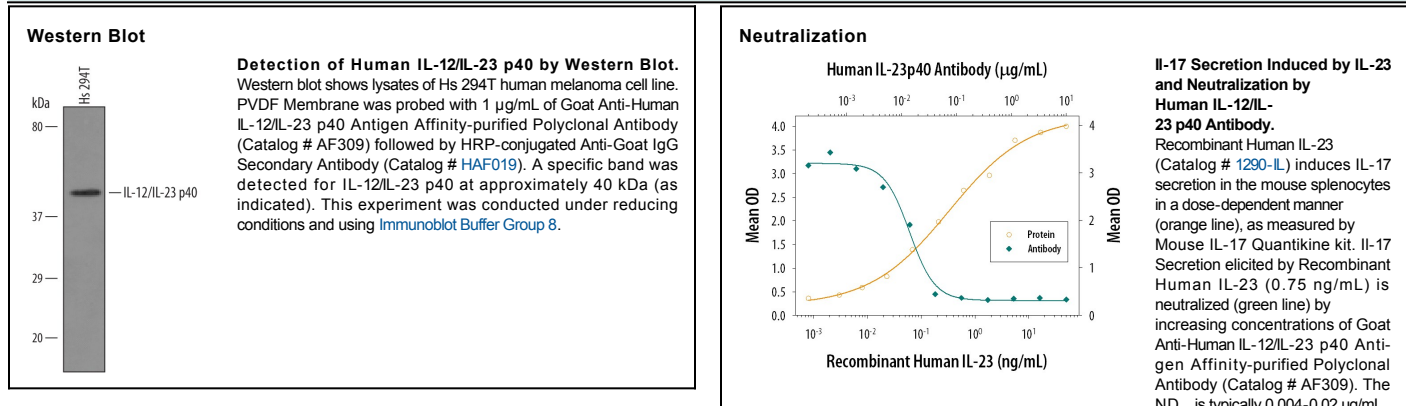 Western Blot
Hs 294T
kDa
80
IL-12/IL-23 p40
37
29
20
Detection of Human IL-12/IL-23 p40 by Western Blot.
Western blot shows lysates of Hs 294T human melanoma cell line.
PVDF Membrane was probed with 1 µg/mL of Goat Anti-Human
IL-12/IL-23 p40 Antigen Affinity-purified Polyclonal Antibody
(Catalog # AF309) followed by HRP-conjugated Anti-Goat IgG
Secondary Antibody (Catalog # HAF019). A specific band was
detected for IL-12/IL-23 p40 at approximately 40 kDa (as
indicated). This experiment was conducted under reducing
conditions and using Immunoblot Buffer Group 8.
Neutralization
Human IL-23p40 Antibody (µg/mL)
10⁻³ 10⁻² 10⁻¹ 10⁰ 10¹
4.0
3.0
2.5
2.0
1.5
1.0
0.5
0.0
Mean OD
4
3
2
1
0
Mean OD
Protein
Antibody
10⁻³ 10⁻² 10⁻¹ 10⁰ 10¹
Recombinant Human IL-23 (ng/mL)
Il-17 Secretion Induced by IL-23
and Neutralization by
Human IL-12/IL-
23 p40 Antibody.
Recombinant Human IL-23
(Catalog # 1290-IL) induces IL-17
secretion in the mouse splenocytes
in a dose-dependent manner
(orange line), as measured by
Mouse IL-17 Quantikine kit. Il-17
Secretion elicited by Recombinant
Human IL-23 (0.75 ng/mL) is
neutralized (green line) by
increasing concentrations of Goat
Anti-Human IL-12/IL-23 p40 Anti-
gen Affinity-purified Polyclonal
Antibody (Catalog # AF309). The
is typically 0.004-0.02 µg/mL